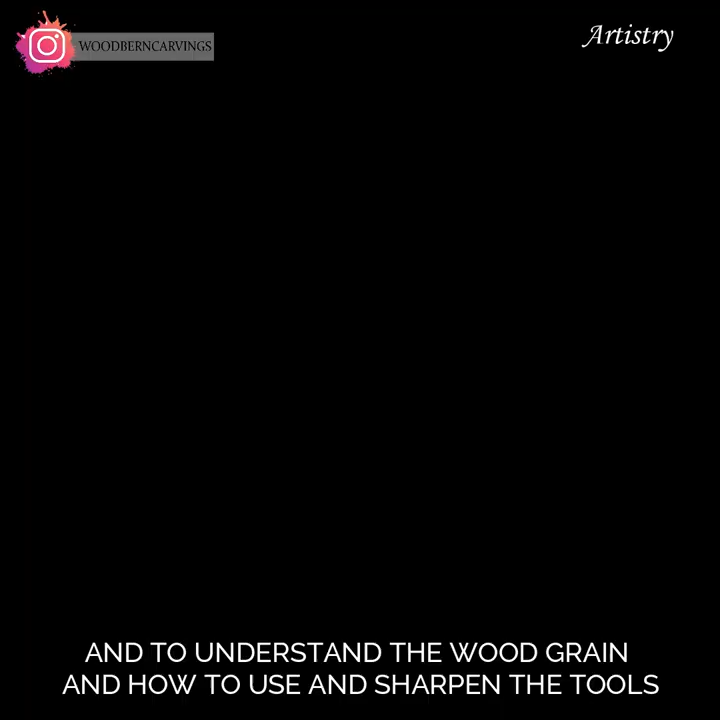 WOODBERNCARVINGS
Artistry
AND TO UNDERSTAND THE WOOD GRAIN
AND HOW TO USE AND SHARPEN THE TOOLS